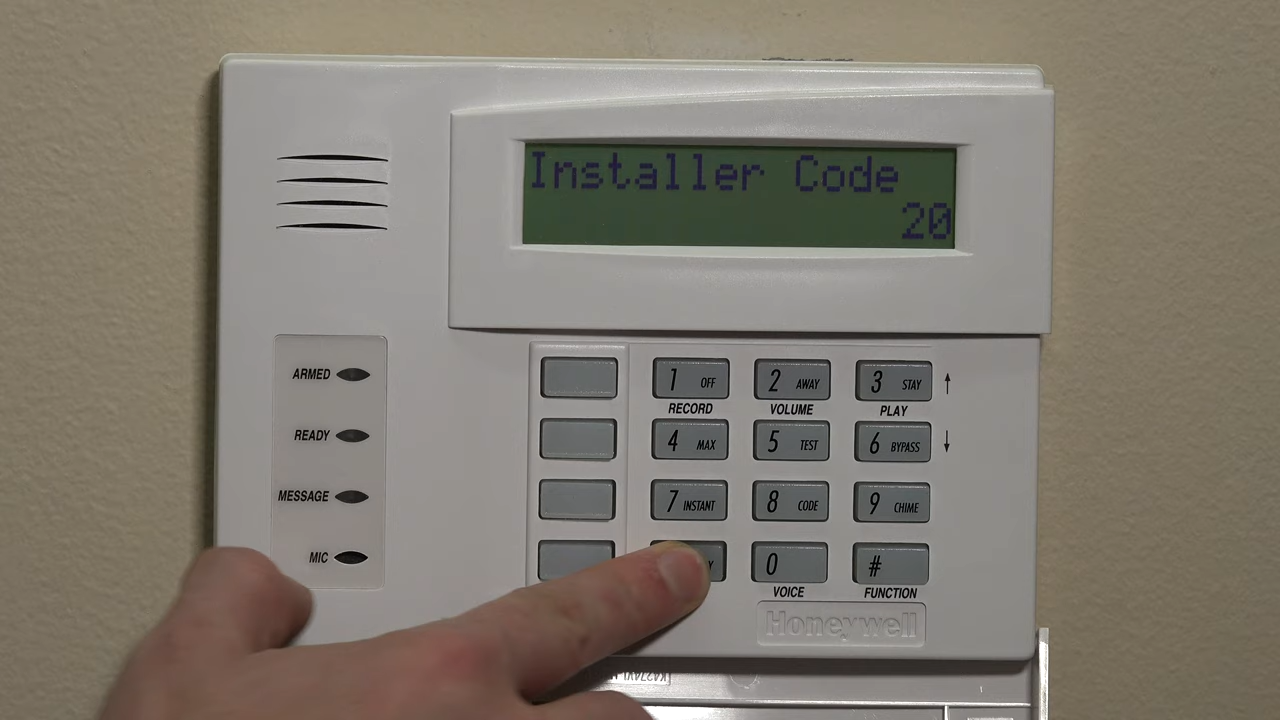 Installer Code
20
ARMED
READY
MESSAGE
MIC
1 OFF
2 AWAY
3 STAY ↑
RECORD
VOLUME
PLAY
4 MAX
5 TEST
6 BYPASS ↓
7 INSTANT
8 CODE
9 CHIME
0
#
VOICE
FUNCTION
Honeywell